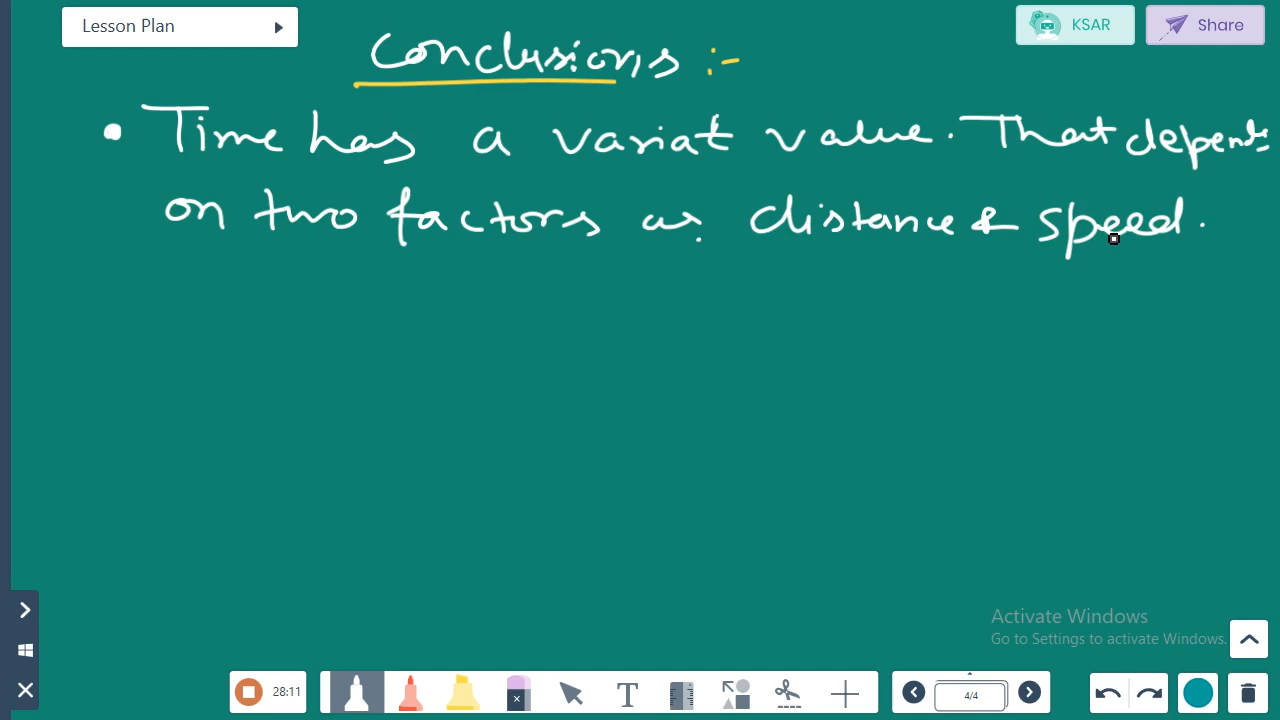 Lesson Plan
KSAR
Share
Conclusions :-
• Time has a variat value. That depends
on two factors as distance & speed.
Activate Windows
Go to Settings to activate Windows.
28:11
T
4/4